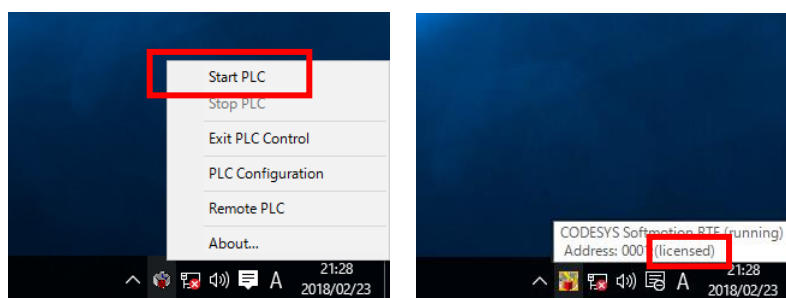 Start PLC
Stop PLC
Exit PLC Control
PLC Configuration
Remote PLC
About...
A
21:28
2018/02/23
CODESYS Softmotion RTE (running)
Address: 0001 (licensed)
A
21:28
2018/02/23